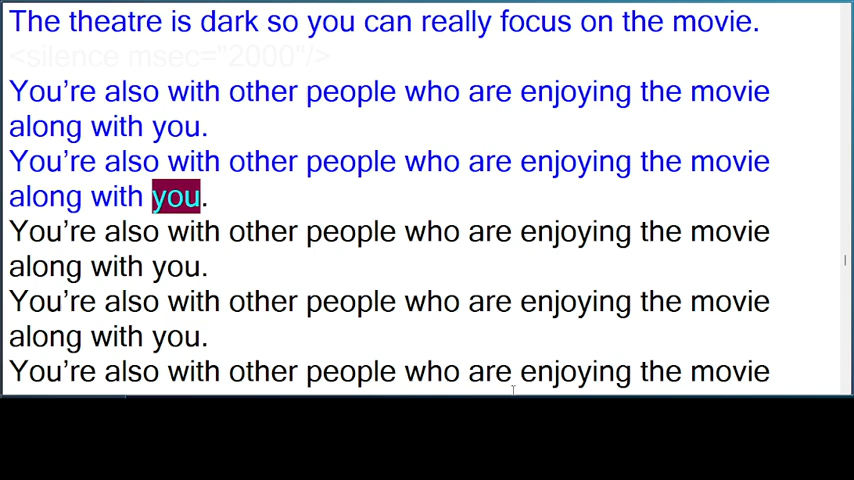 The theatre is dark so you can really focus on the movie.
<silence msec="2000"/>
You’re also with other people who are enjoying the movie
along with you.
You’re also with other people who are enjoying the movie
along with you.
You’re also with other people who are enjoying the movie
along with you.
You’re also with other people who are enjoying the movie
along with you.
You’re also with other people who are enjoying the movie